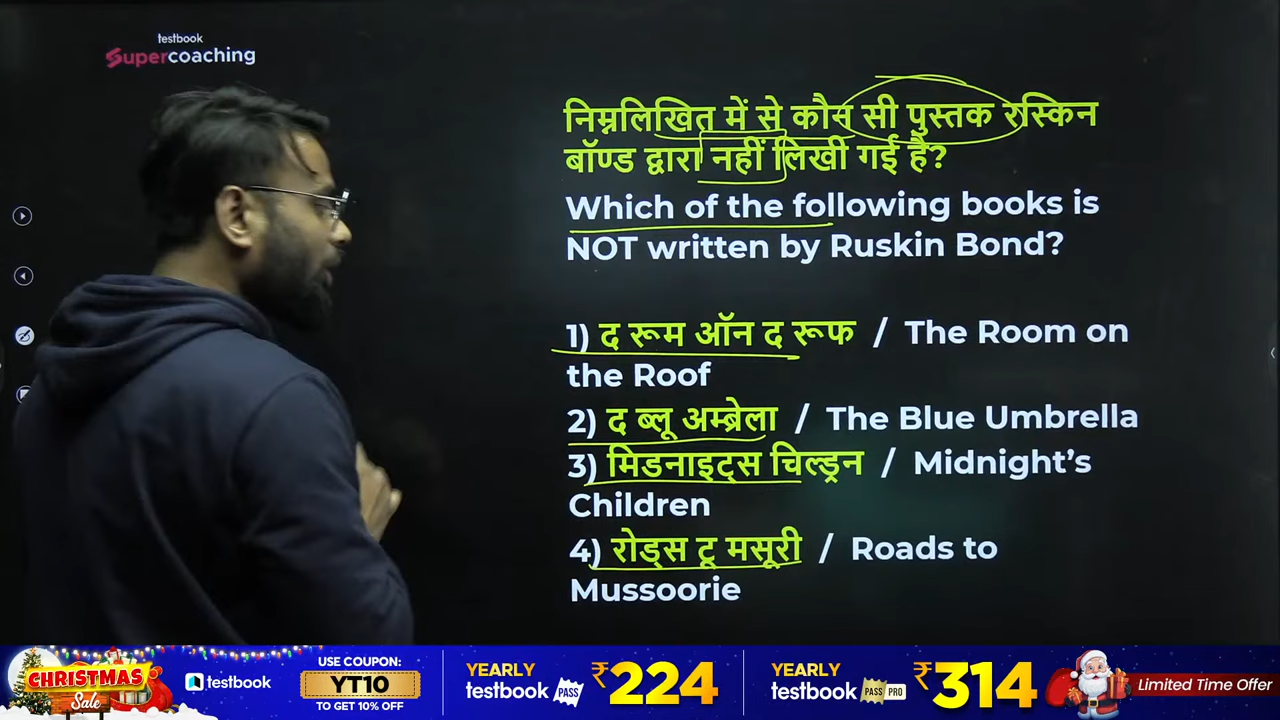 testbook
Supercoaching
निम्नलिखित में से कौन सी पुस्तक रस्किन
बॉण्ड द्वारा नहीं लिखी गई है?
Which of the following books is
NOT written by Ruskin Bond?
1) द रूम ऑन द रूफ / The Room on
the Roof
2) द ब्लू अम्ब्रेला / The Blue Umbrella
3) मिडनाइट्स चिल्ड्रन / Midnight's
Children
4) रोड्स टू मसूरी / Roads to
Mussoorie
CHRISTMAS
Sale
testbook
USE COUPON:
YT10
TO GET 10% OFF
YEARLY
testbook PASS
₹224
YEARLY
testbook PASS PRO
₹314
Limited Time Offer